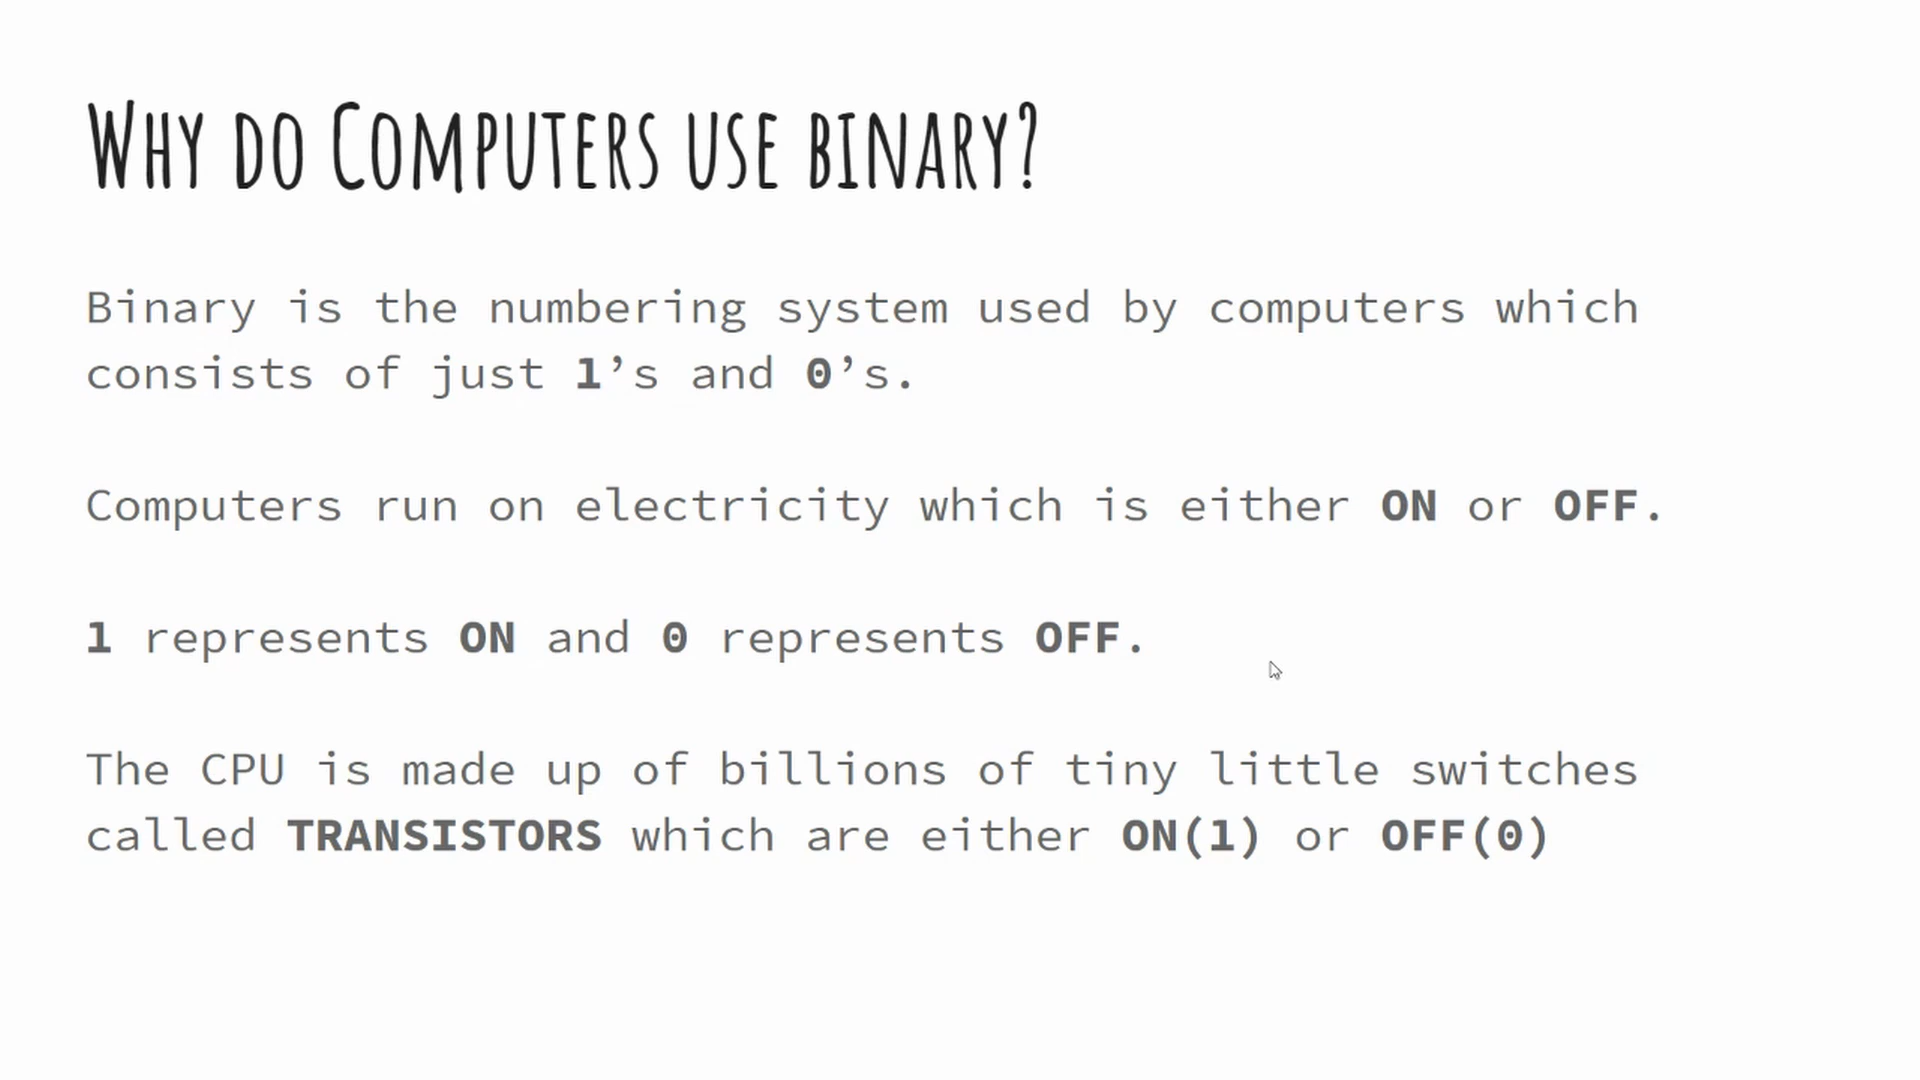 Why do Computers use binary?
Binary is the numbering system used by computers which
consists of just 1’s and 0’s.
Computers run on electricity which is either ON or OFF.
1 represents ON and 0 represents OFF.
The CPU is made up of billions of tiny little switches
called TRANSISTORS which are either ON(1) or OFF(0)